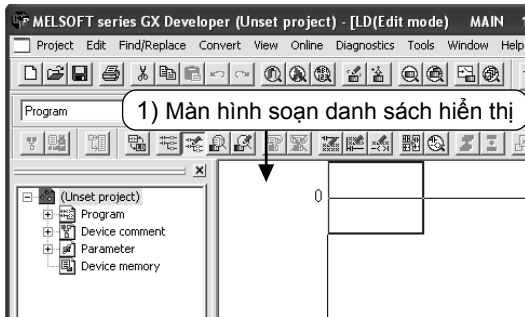 MELSOFT series GX Developer (Unset project) - [LD(Edit mode) MAIN 1
Project Edit Find/Replace Convert View Online Diagnostics Tools Window Help
Program
1) Màn hình soạn danh sách hiển thị
0
(Unset project)
Program
Device comment
Parameter
Device memory